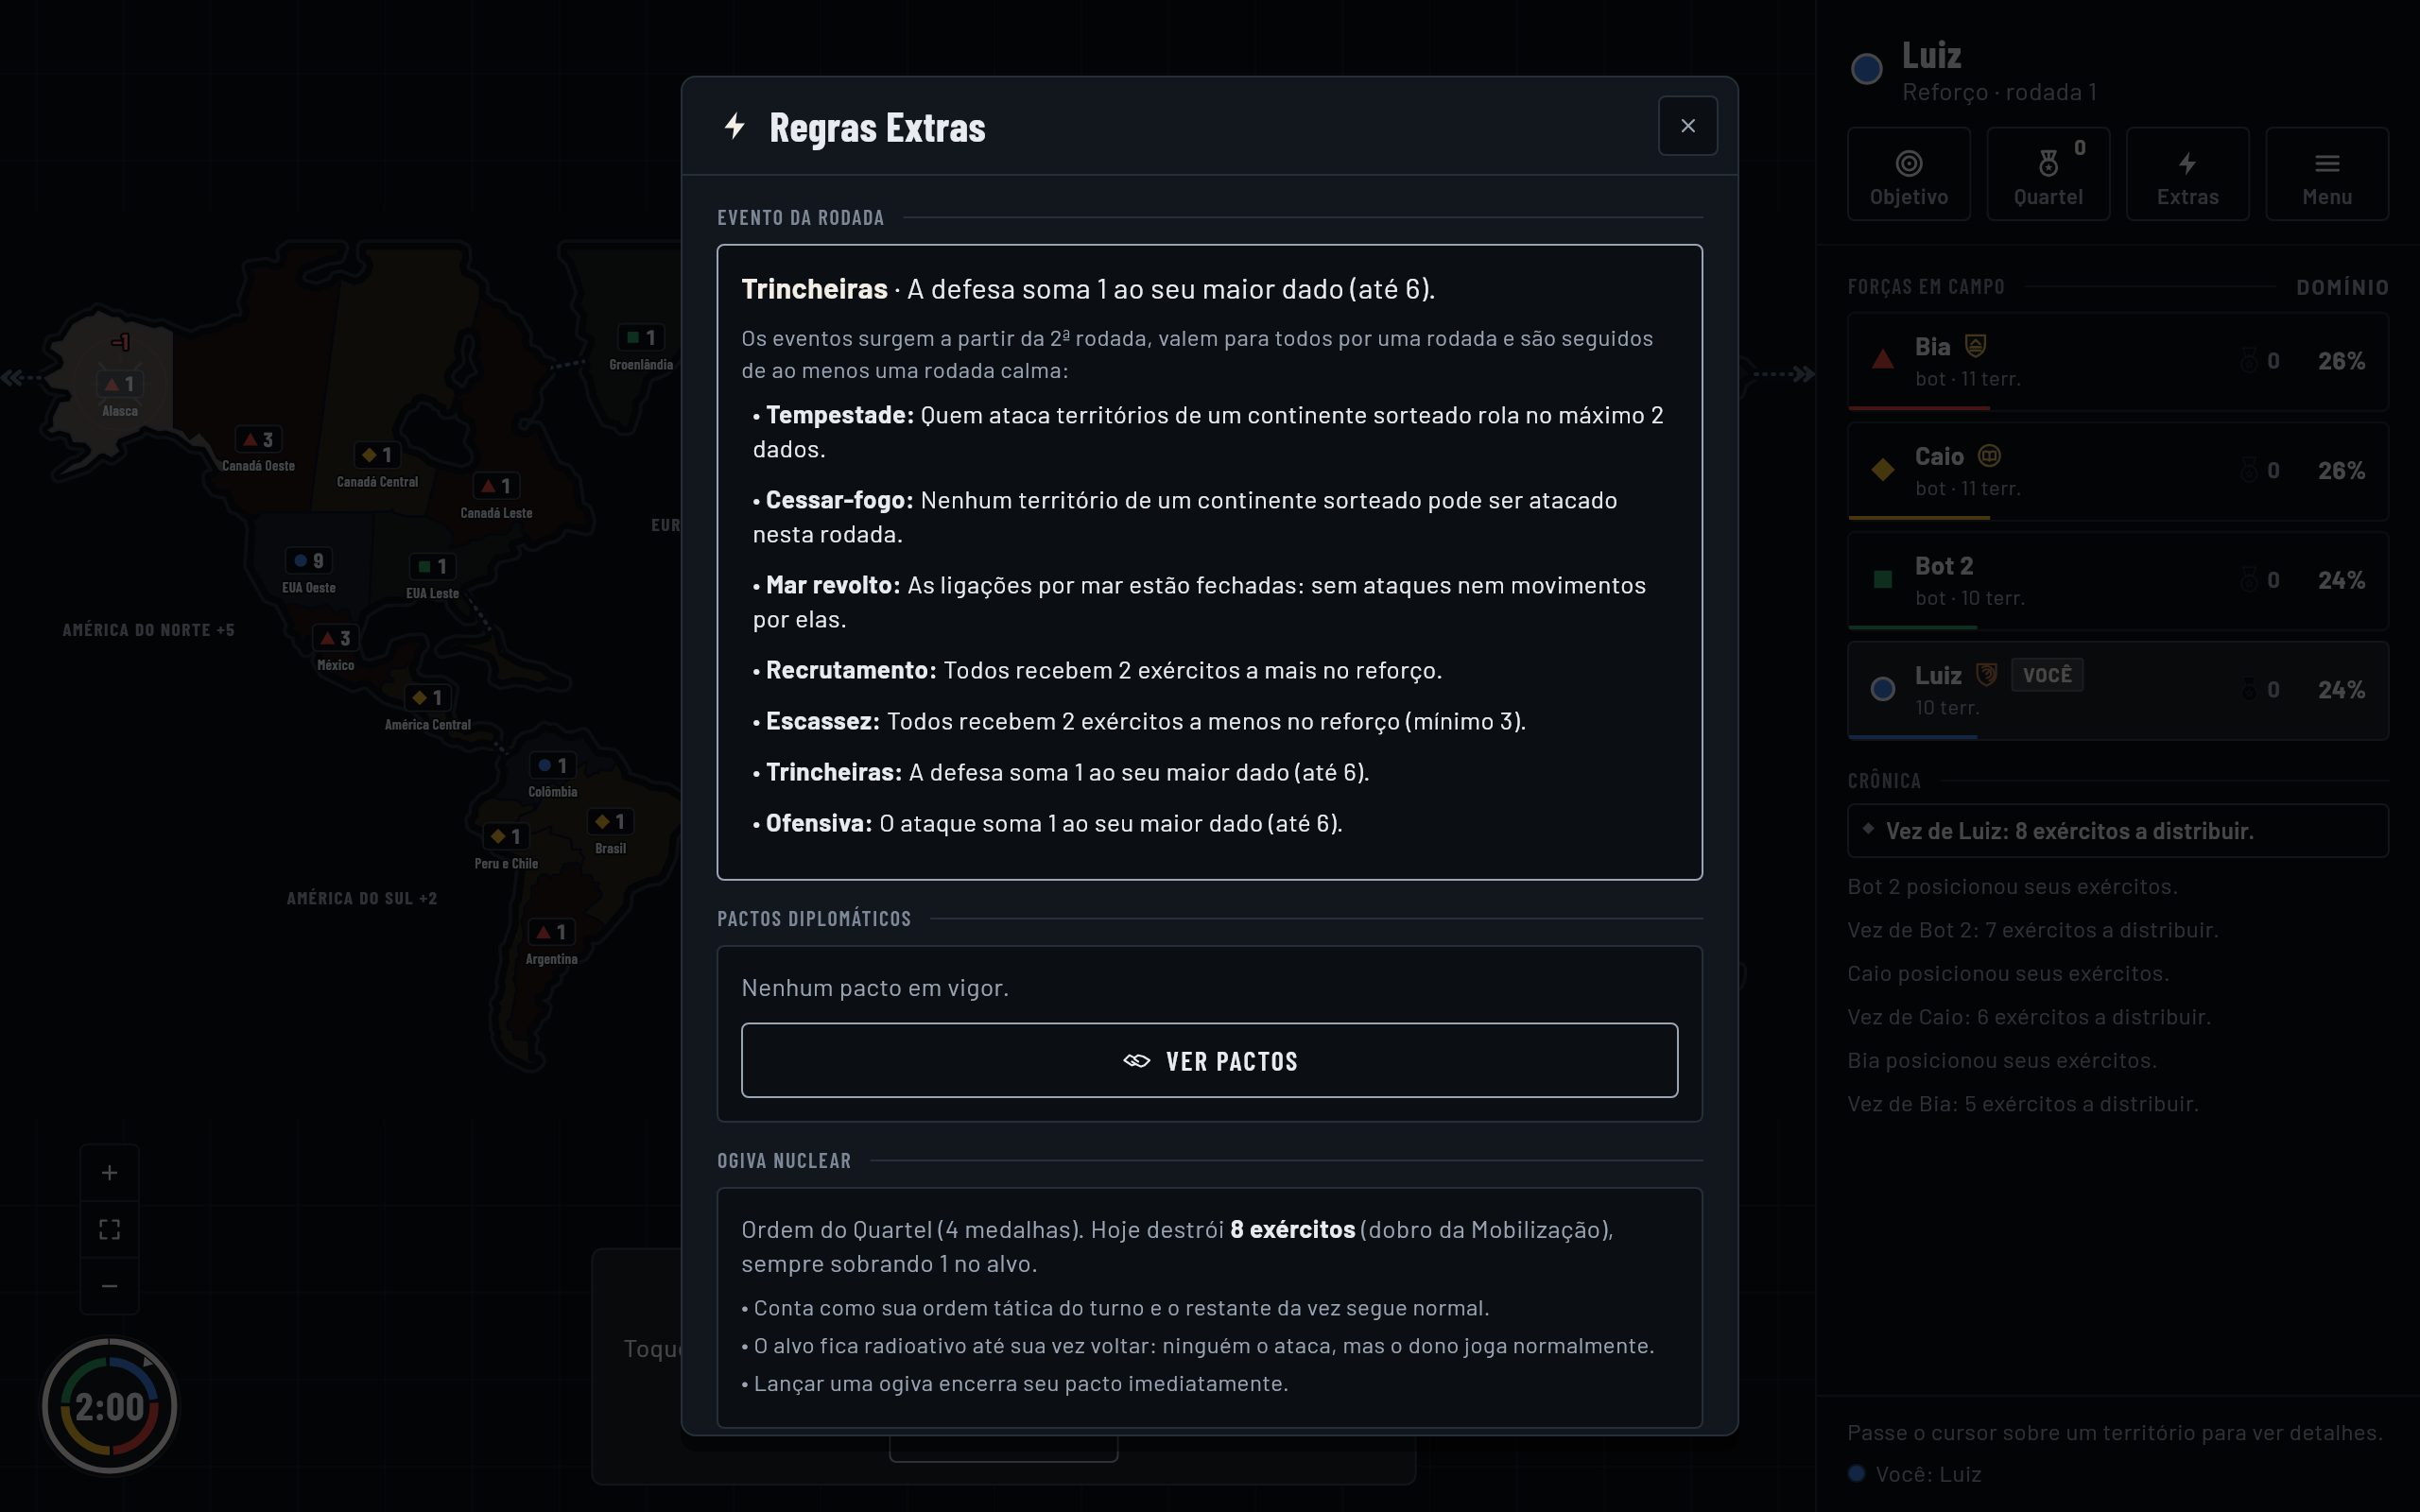 Regras Extras
EVENTO DA RODADA
Trincheiras · A defesa soma 1 ao seu maior dado (até 6).
Os eventos surgem a partir da 2ª rodada, valem para todos por uma rodada e são seguidos
de ao menos uma rodada calma:
• Tempestade: Quem ataca territórios de um continente sorteado rola no máximo 2
dados.
• Cessar-fogo: Nenhum território de um continente sorteado pode ser atacado
nesta rodada.
• Mar revolto: As ligações por mar estão fechadas: sem ataques nem movimentos
por elas.
• Recrutamento: Todos recebem 2 exércitos a mais no reforço.
• Escassez: Todos recebem 2 exércitos a menos no reforço (mínimo 3).
• Trincheiras: A defesa soma 1 ao seu maior dado (até 6).
• Ofensiva: O ataque soma 1 ao seu maior dado (até 6).
PACTOS DIPLOMÁTICOS
Nenhum pacto em vigor.
VER PACTOS
OGIVA NUCLEAR
Ordem do Quartel (4 medalhas). Hoje destrói 8 exércitos (dobro da Mobilização),
sempre sobrando 1 no alvo.
• Conta como sua ordem tática do turno e o restante da vez segue normal.
• O alvo fica radioativo até sua vez voltar: ninguém o ataca, mas o dono joga normalmente.
• Lançar uma ogiva encerra seu pacto imediatamente.
-1
1
Alasca
3
Canadá Oeste
1
Canadá Central
1
Canadá Leste
1
Groenlândia
EUR
9
EUA Oeste
1
EUA Leste
AMÉRICA DO NORTE +5
3
México
1
América Central
1
Colômbia
1
Brasil
1
Peru e Chile
AMÉRICA DO SUL +2
1
Argentina
+
−
2:00
Toque
Luiz
Reforço · rodada 1
Objetivo
0
Quartel
Extras
Menu
FORÇAS EM CAMPO
DOMÍNIO
Bia
bot · 11 terr.
0
26%
Caio
bot · 11 terr.
0
26%
Bot 2
bot · 10 terr.
0
24%
Luiz
VOCÊ
10 terr.
0
24%
CRÔNICA
Vez de Luiz: 8 exércitos a distribuir.
Bot 2 posicionou seus exércitos.
Vez de Bot 2: 7 exércitos a distribuir.
Caio posicionou seus exércitos.
Vez de Caio: 6 exércitos a distribuir.
Bia posicionou seus exércitos.
Vez de Bia: 5 exércitos a distribuir.
Passe o cursor sobre um território para ver detalhes.
Você: Luiz